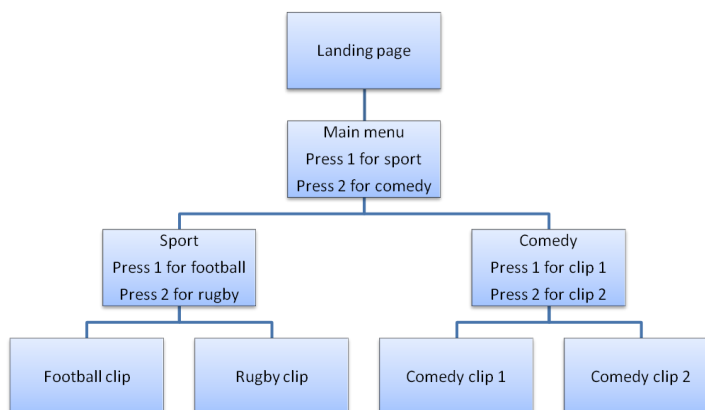 Landing page
Main menu
Press 1 for sport
Press 2 for comedy
Sport
Press 1 for football
Press 2 for rugby
Comedy
Press 1 for clip 1
Press 2 for clip 2
Football clip
Rugby clip
Comedy clip 1
Comedy clip 2